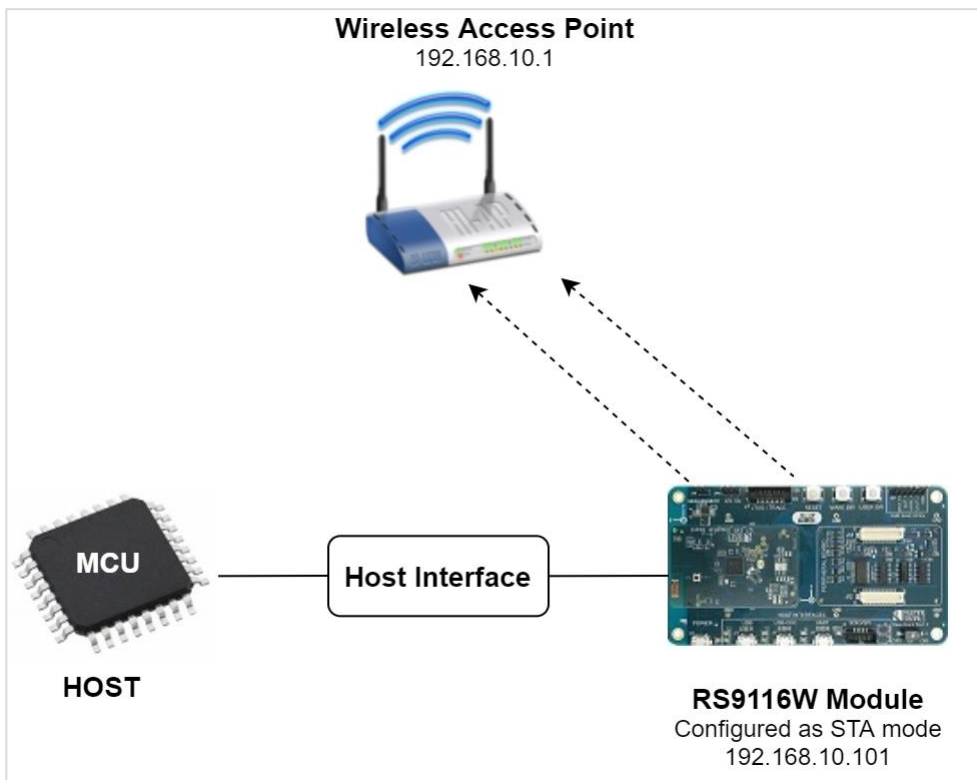 Wireless Access Point
192.168.10.1
MCU
Host Interface
HOST
RS9116W Module
Configured as STA mode
192.168.10.101